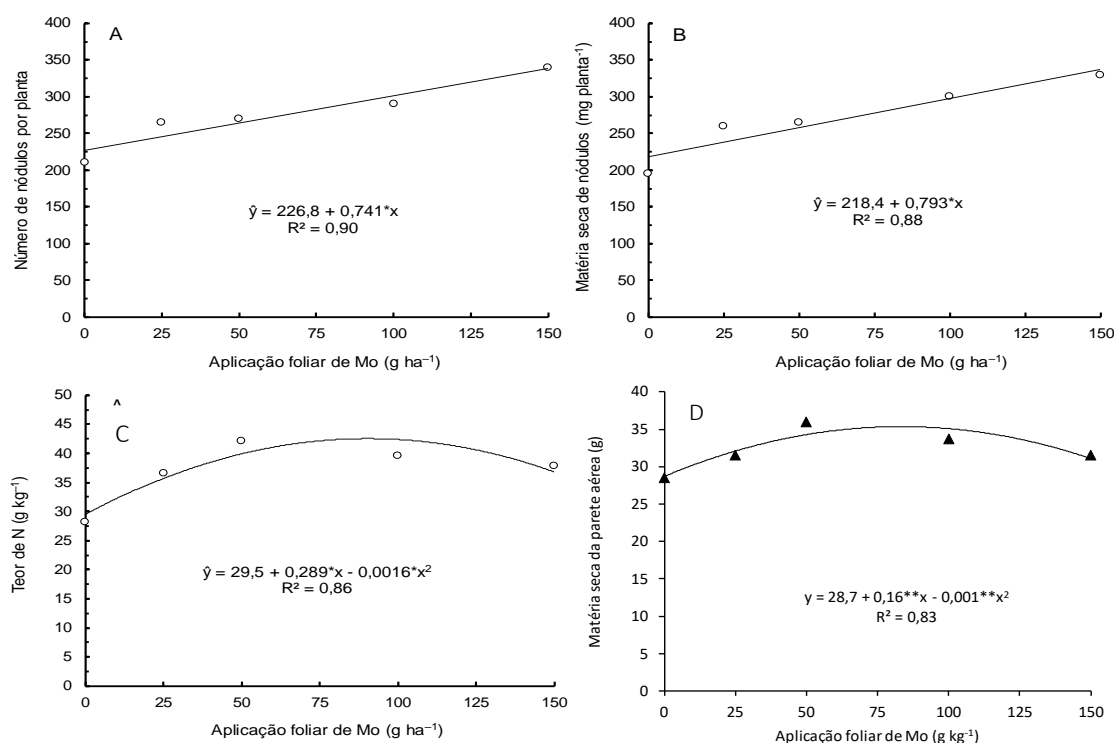 A
Número de nódulos por planta
400
350
300
250
200
150
100
50
0
ŷ = 226,8 + 0,741*x
R² = 0,90
0 25 50 75 100 125 150
Aplicação foliar de Mo (g ha⁻¹)
B
Matéria seca de nódulos (mg planta⁻¹)
400
350
300
250
200
150
100
50
0
ŷ = 218,4 + 0,793*x
R² = 0,88
0 25 50 75 100 125 150
Aplicação foliar de Mo (g ha⁻¹)
^
C
Teor de N (g kg⁻¹)
50
45
40
35
30
25
20
15
10
5
0
ŷ = 29,5 + 0,289*x - 0,0016*x²
R² = 0,86
0 25 50 75 100 125 150
Aplicação foliar de Mo (g ha⁻¹)
D
Matéria seca da parete aérea (g)
40
35
30
25
20
15
10
5
0
y = 28,7 + 0,16**x - 0,001**x²
R² = 0,83
0 25 50 75 100 125 150
Aplicação foliar de Mo (g kg⁻¹)